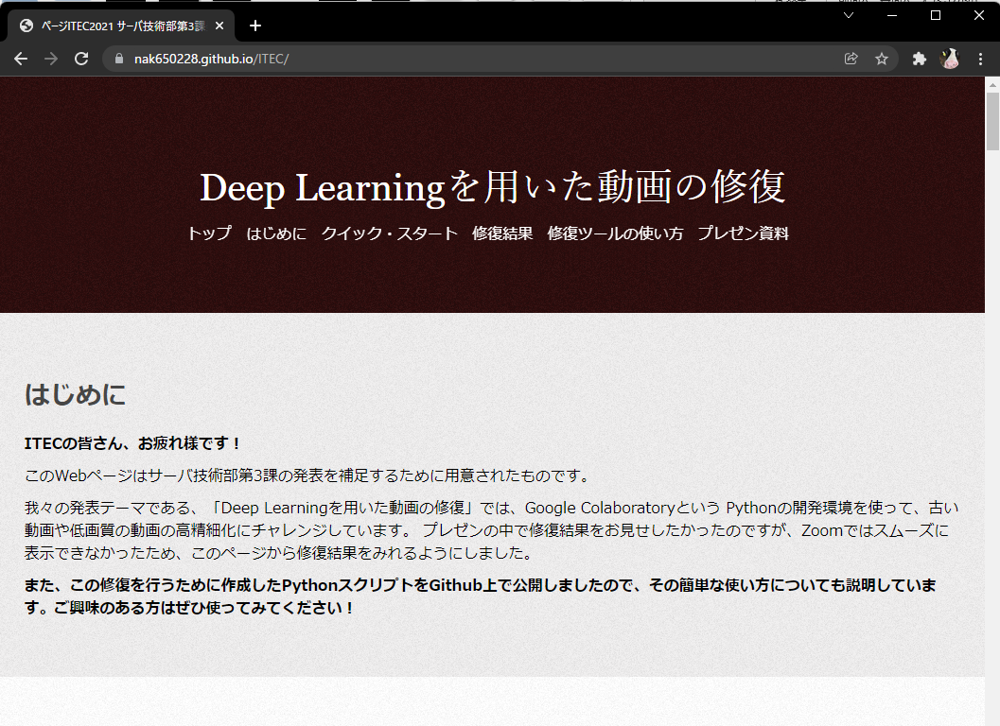 ページITEC2021 サーバ技術部第3課
nak650228.github.io/ITEC/
Deep Learningを用いた動画の修復
トップ はじめに クイック・スタート 修復結果 修復ツールの使い方 プレゼン資料
はじめに
ITECの皆さん、お疲れ様です！
このWebページはサーバ技術部第3課の発表を補足するために用意されたものです。
我々の発表テーマである、「Deep Learningを用いた動画の修復」では、Google Colaboratoryという Pythonの開発環境を使って、古い
動画や低画質の動画の高精細化にチャレンジしています。 プレゼンの中で修復結果をお見せしたかったのですが、Zoomではスムーズに
表示できなかったため、このページから修復結果をみれるようにしました。
また、この修復を行うために作成したPythonスクリプトをGithub上で公開しましたので、その簡単な使い方についても説明していま
す。ご興味のある方はぜひ使ってみてください！